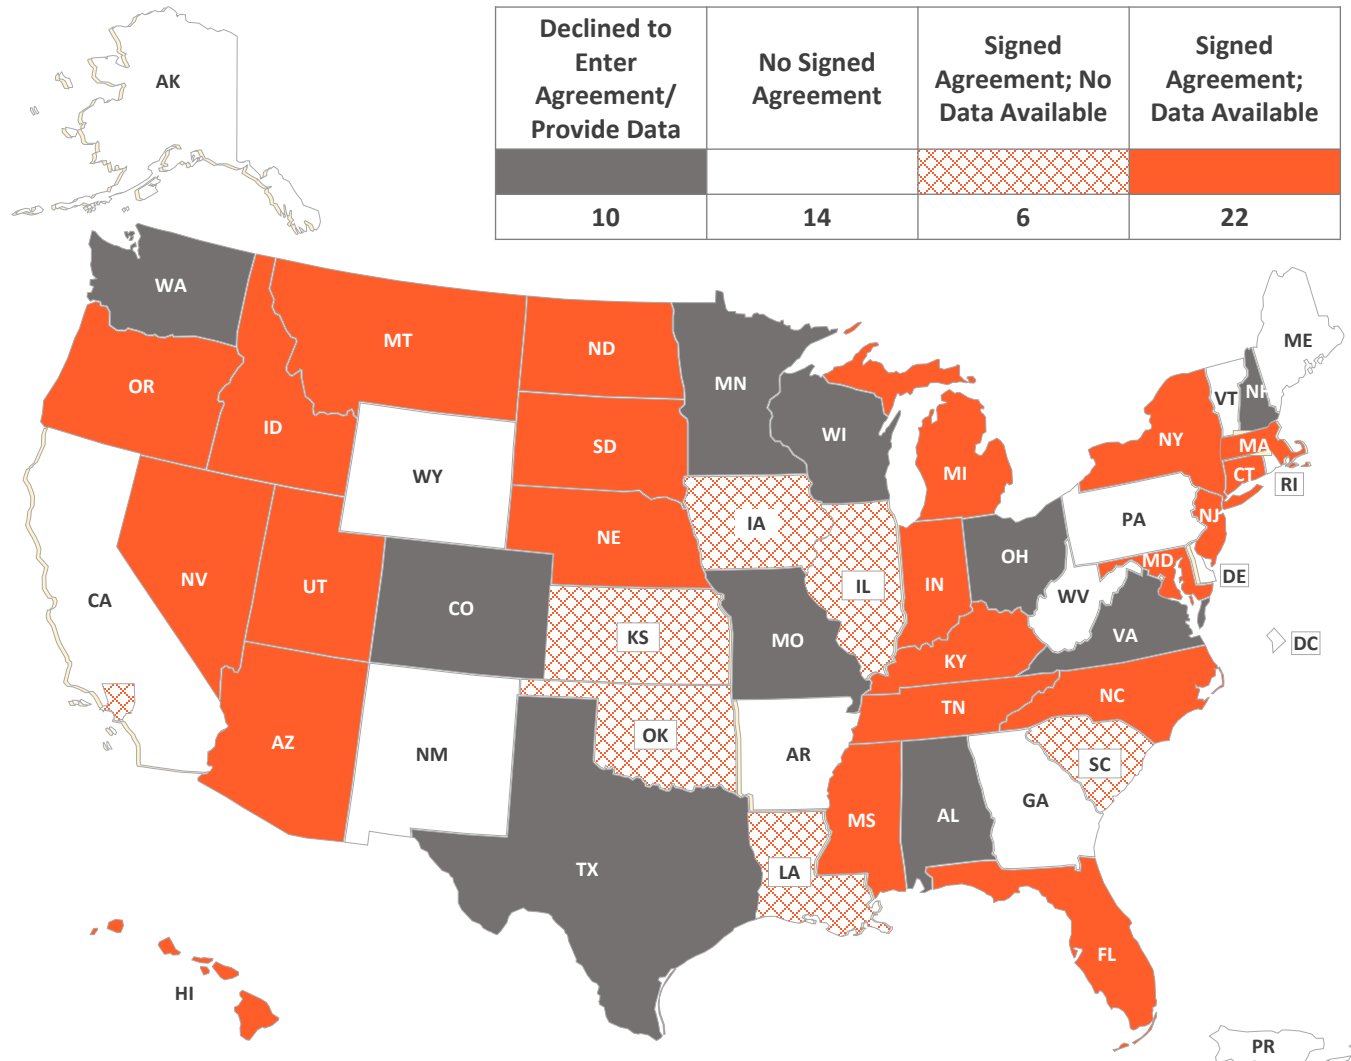 Declined to
Enter
Agreement/
Provide Data
No Signed
Agreement
Signed
Agreement; No
Data Available
Signed
Agreement;
Data Available
10
14
6
22
AK
WA
MT
ND
MN
ME
OR
ID
SD
WI
MI
NY
VT
NH
MA
CT
RI
WY
IA
NE
PA
NJ
NV
UT
CO
CA
KS
MO
IL
IN
OH
WV
MD
DE
VA
DC
KY
NC
TN
AZ
NM
OK
AR
SC
GA
MS
AL
TX
LA
FL
HI
PR